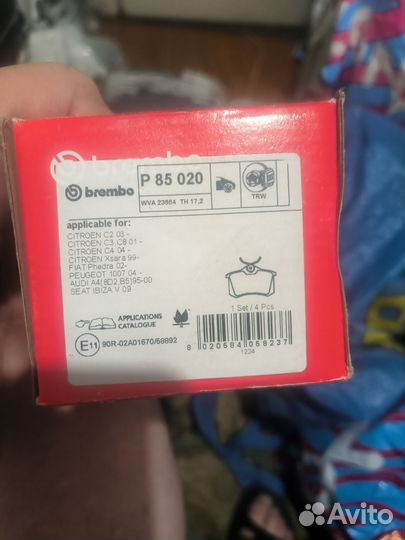 brembo
brembo
P 85 020
WVA 23554 TH 17,2
TRW
applicable for:
CITROEN C2 03 -
CITROEN C3,C8 01 -
CITROEN C4 04 -
CITROEN Xsara 99-
FIAT Phedra 02-
PEUGEOT 1007 04 -
AUDI A4(8D2,B5)95-00
SEAT IBIZA V 09
1 Set / 4 Pcs
APPLICATIONS
CATALOGUE
E11 90R-02A01670/58892
8 020584 058237
1234
Avito